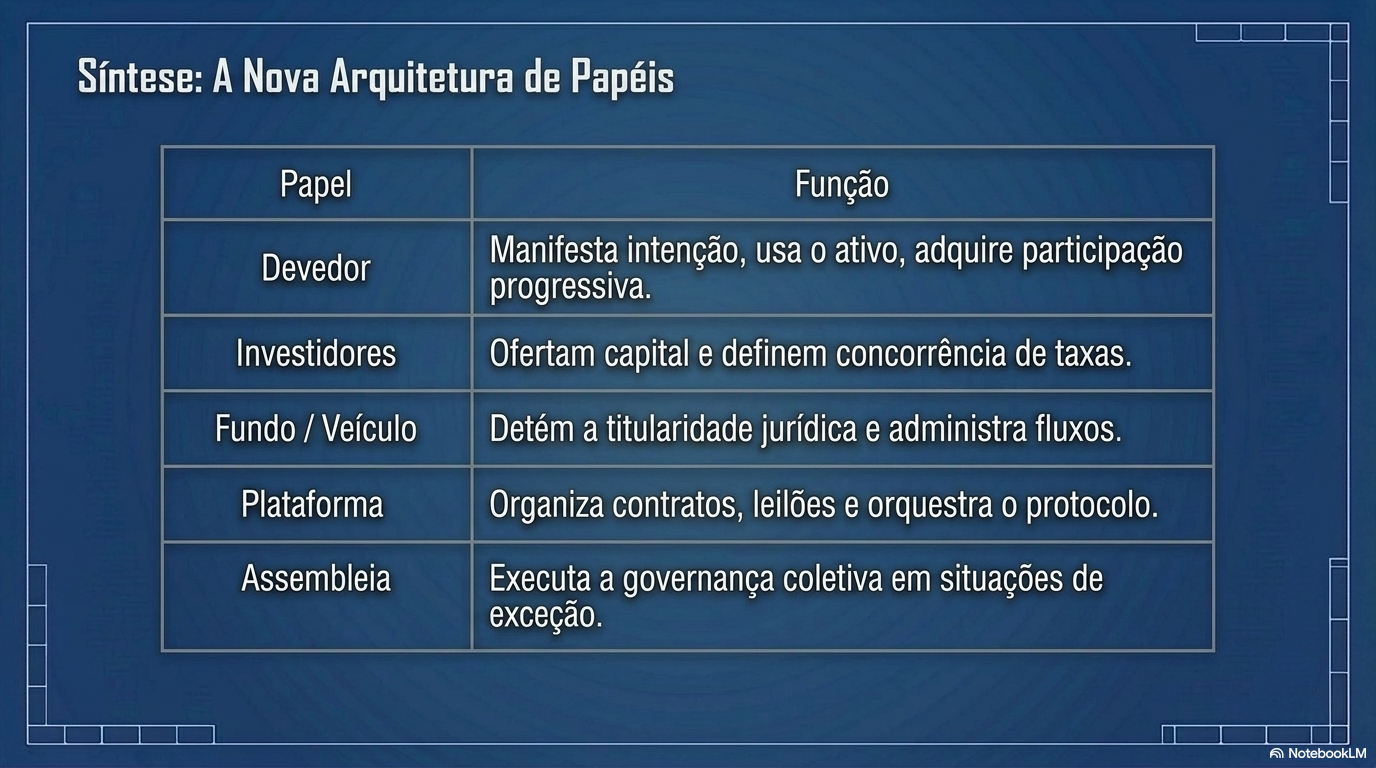 Síntese: A Nova Arquitetura de Papéis
Papel
Função
Devedor
Manifesta intenção, usa o ativo, adquire participação
progressiva.
Investidores
Ofertam capital e definem concorrência de taxas.
Fundo / Veículo
Detém a titularidade jurídica e administra fluxos.
Plataforma
Organiza contratos, leilões e orquestra o protocolo.
Assembleia
Executa a governança coletiva em situações de
exceção.
NotebookLM